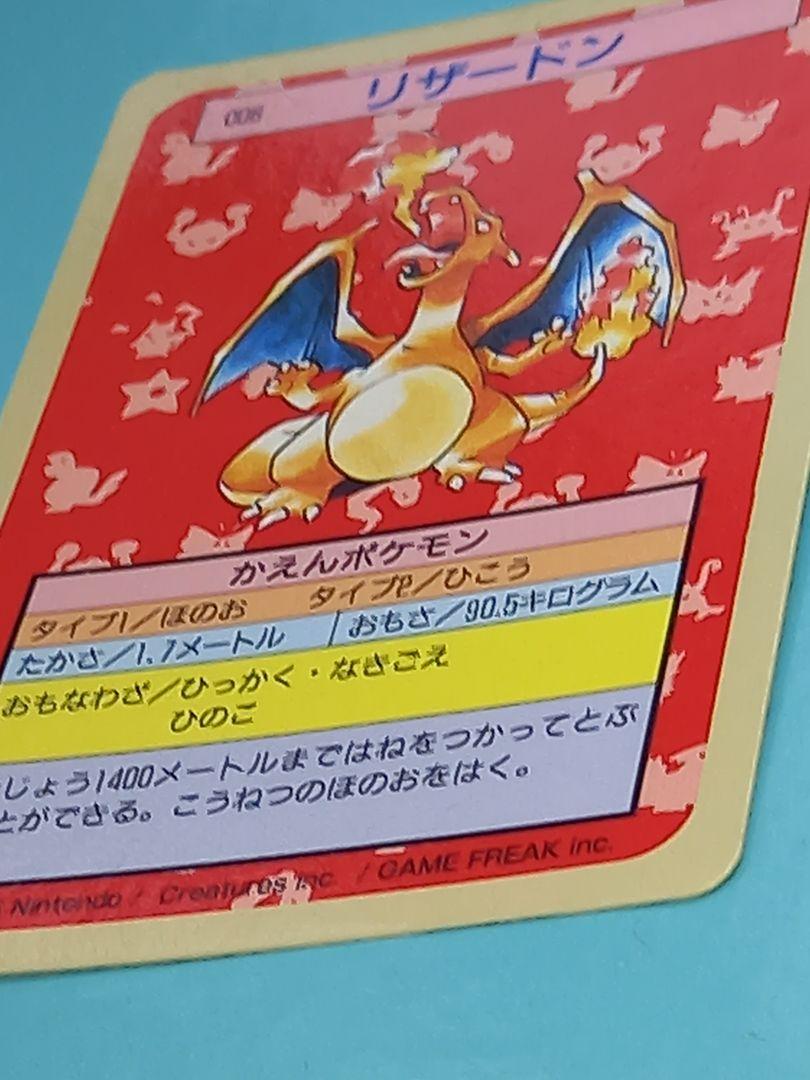 006 リザードン
かえんポケモン
タイプ1/ほのお タイプ2/ひこう
たかさ/1.7メートル おもさ/90.5キログラム
おもなわざ/ひっかく・なきごえ
ひのこ
じょう1400メートルまではねをつかってとぶ
とができる。こうねつのほのおをはく。
Nintendo / Creatures inc. / GAME FREAK inc.